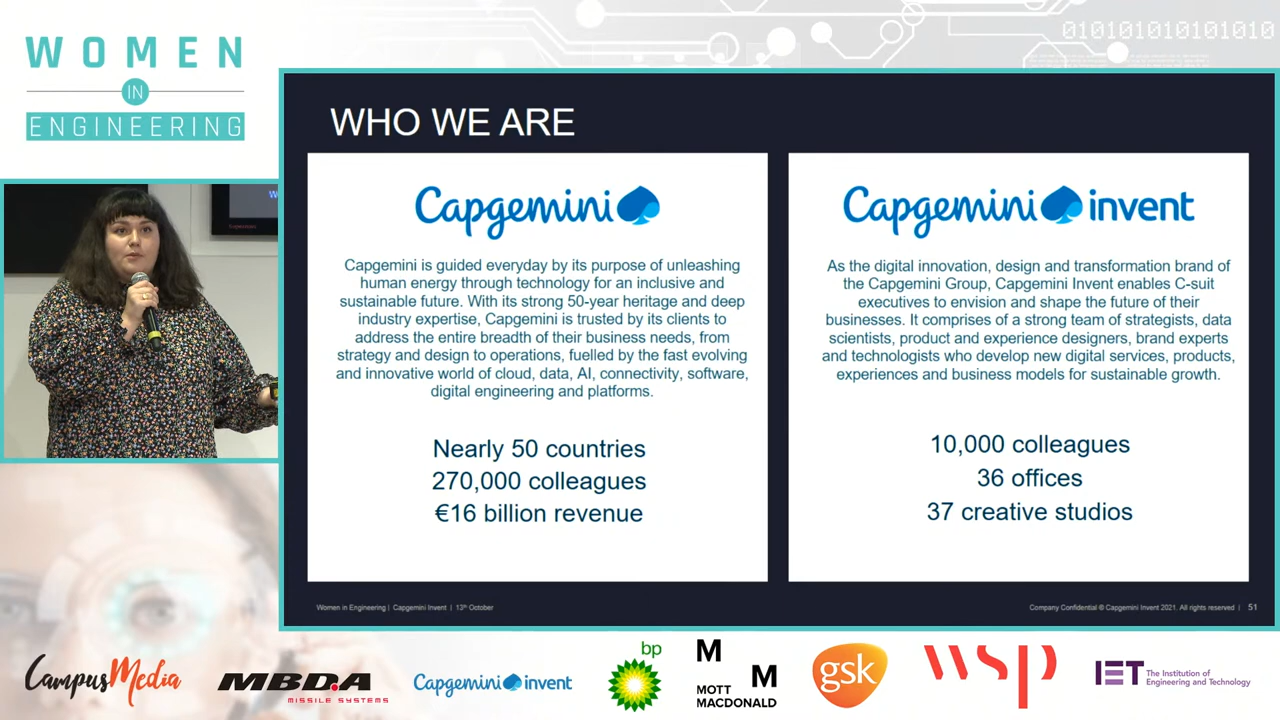 WOMEN
IN
ENGINEERING
01010101010101010
WHO WE ARE
Capgemini
Capgemini is guided everyday by its purpose of unleashing
human energy through technology for an inclusive and
sustainable future. With its strong 50-year heritage and deep
industry expertise, Capgemini is trusted by its clients to
address the entire breadth of their business needs, from
strategy and design to operations, fuelled by the fast evolving
and innovative world of cloud, data, AI, connectivity, software,
digital engineering and platforms.
Nearly 50 countries
270,000 colleagues
€16 billion revenue
Capgemini invent
As the digital innovation, design and transformation brand of
the Capgemini Group, Capgemini Invent enables C-suit
executives to envision and shape the future of their
businesses. It comprises of a strong team of strategists, data
scientists, product and experience designers, brand experts
and technologists who develop new digital services, products,
experiences and business models for sustainable growth.
10,000 colleagues
36 offices
37 creative studios
Women in Engineering | Capgemini Invent | 13th October
Company Confidential © Capgemini Invent 2021. All rights reserved | 51
CampusMedia
MBDA
MISSILE SYSTEMS
Capgemini invent
bp
M
M
MOTT
MACDONALD
gsk
wsp
IET
The Institution of
Engineering and Technology